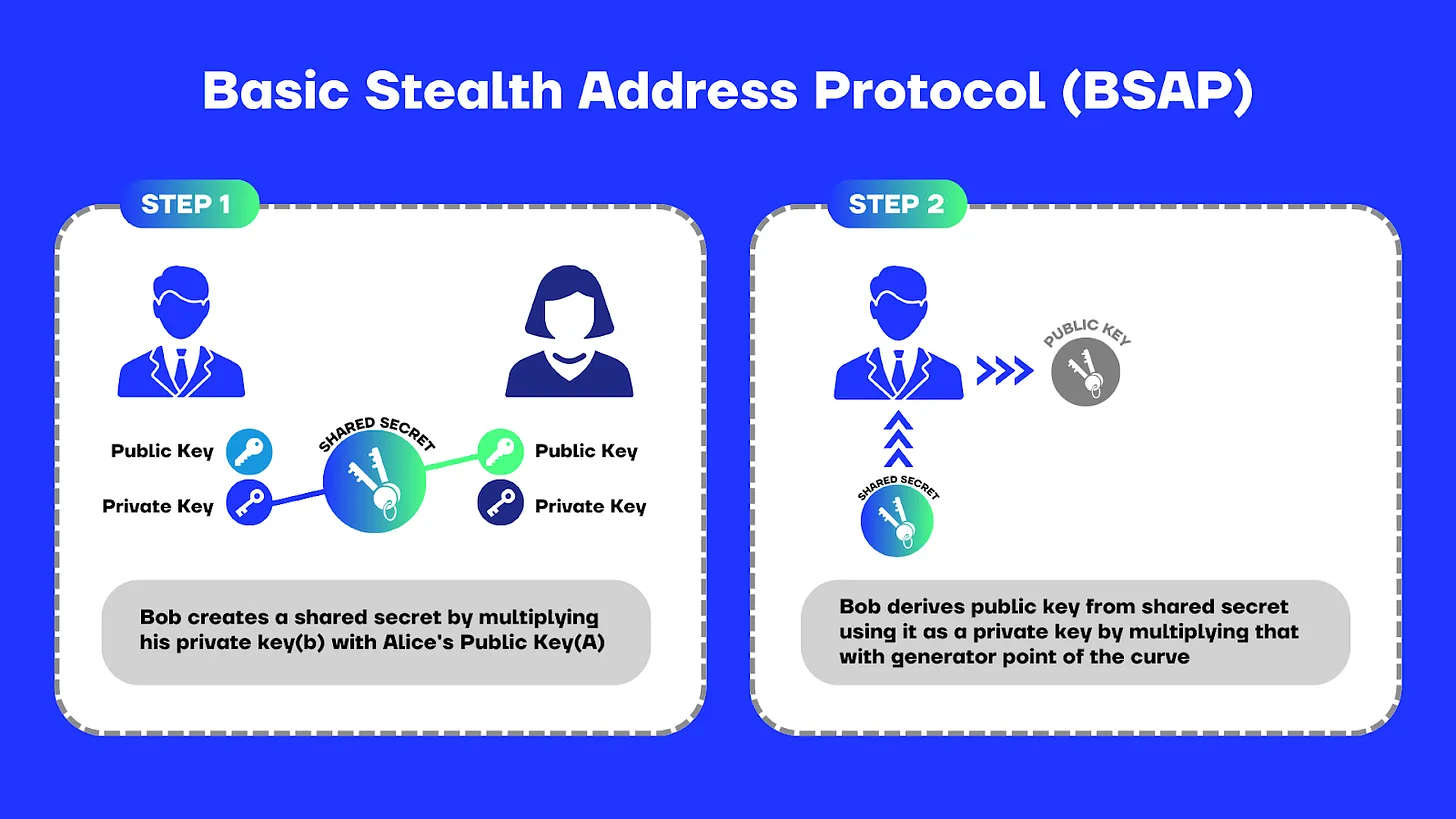 Basic Stealth Address Protocol (BSAP)
STEP 1
SHARED SECRET
Public Key
Public Key
Private Key
Private Key
Bob creates a shared secret by multiplying
his private key(b) with Alice's Public Key(A)
STEP 2
PUBLIC KEY
SHARED SECRET
Bob derives public key from shared secret
using it as a private key by multiplying that
with generator point of the curve